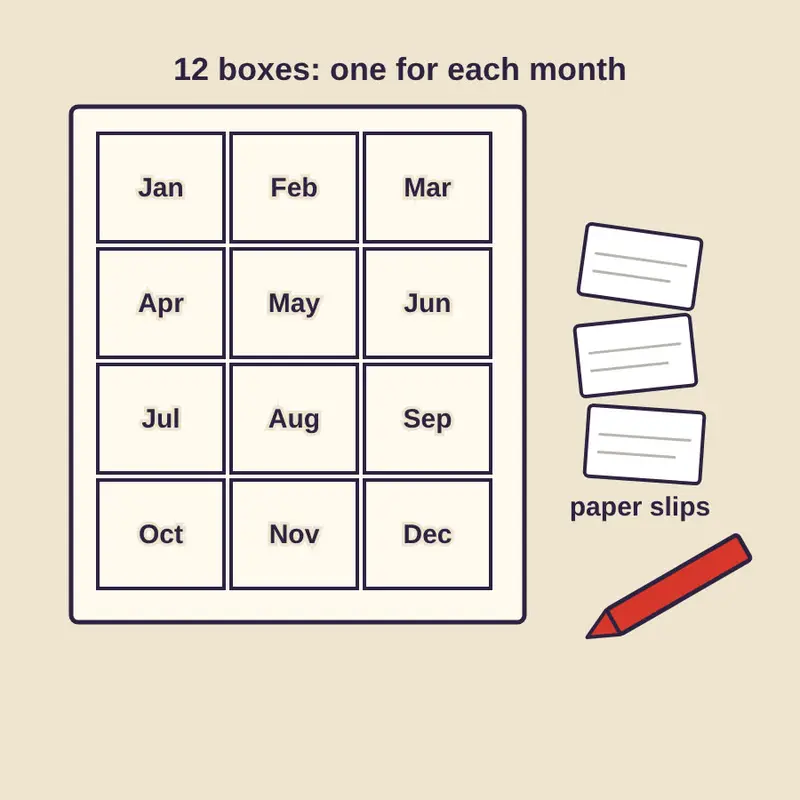 12 boxes: one for each month
Jan Feb Mar
Apr May Jun
Jul Aug Sep
Oct Nov Dec
paper slips